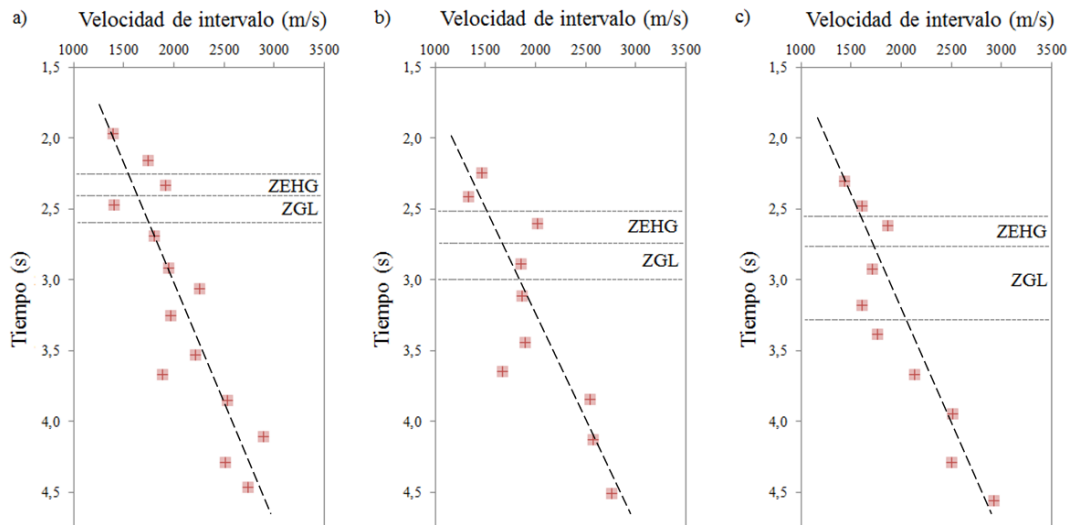 a)
Velocidad de intervalo (m/s)
1000 1500 2000 2500 3000 3500
1,5
2,0
2,5
3,0
3,5
4,0
4,5
Tiempo (s)
ZEHG
ZGL
b)
Velocidad de intervalo (m/s)
1000 1500 2000 2500 3000 3500
1,5
2,0
2,5
3,0
3,5
4,0
4,5
Tiempo (s)
ZEHG
ZGL
c)
Velocidad de intervalo (m/s)
1000 1500 2000 2500 3000 3500
1,5
2,0
2,5
3,0
3,5
4,0
4,5
Tiempo (s)
ZEHG
ZGL